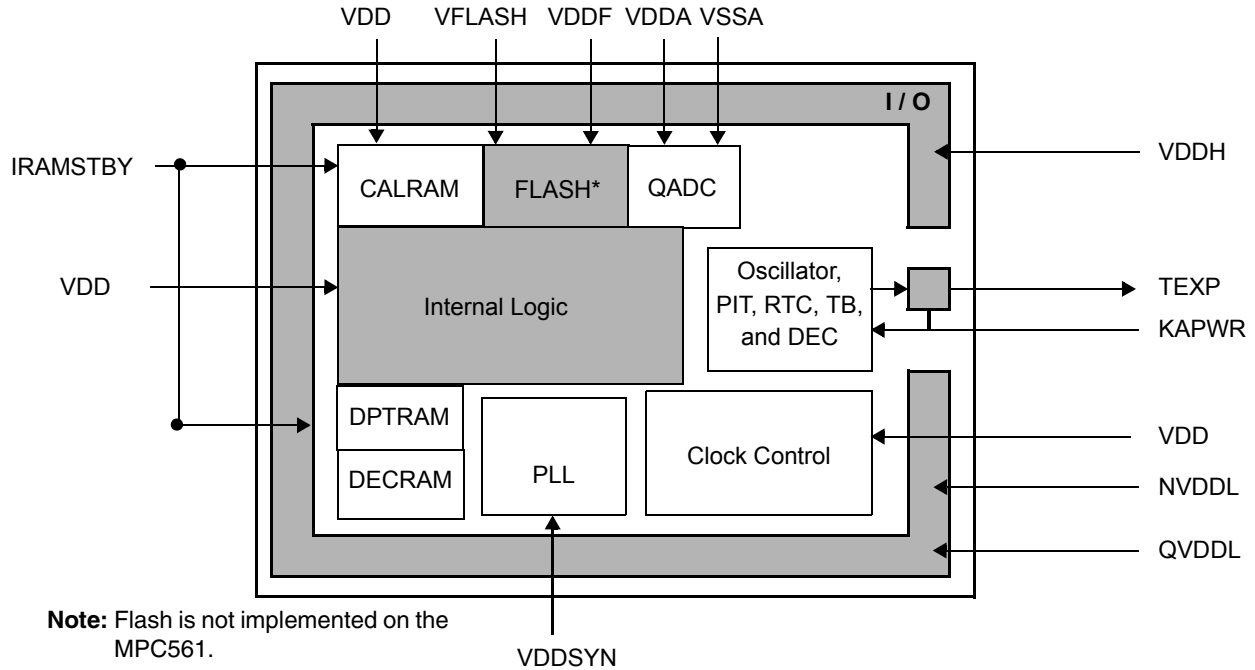 VDD
VFLASH
VDDF
VDDA
VSSA
I / O
IRAMSTBY
VDDH
CALRAM
FLASH*
QADC
VDD
Internal Logic
Oscillator,
PIT, RTC, TB,
and DEC
TEXP
KAPWR
DPTRAM
DECRAM
PLL
Clock Control
VDD
NVDDL
QVDDL
Note: Flash is not implemented on the
MPC561.
VDDSYN